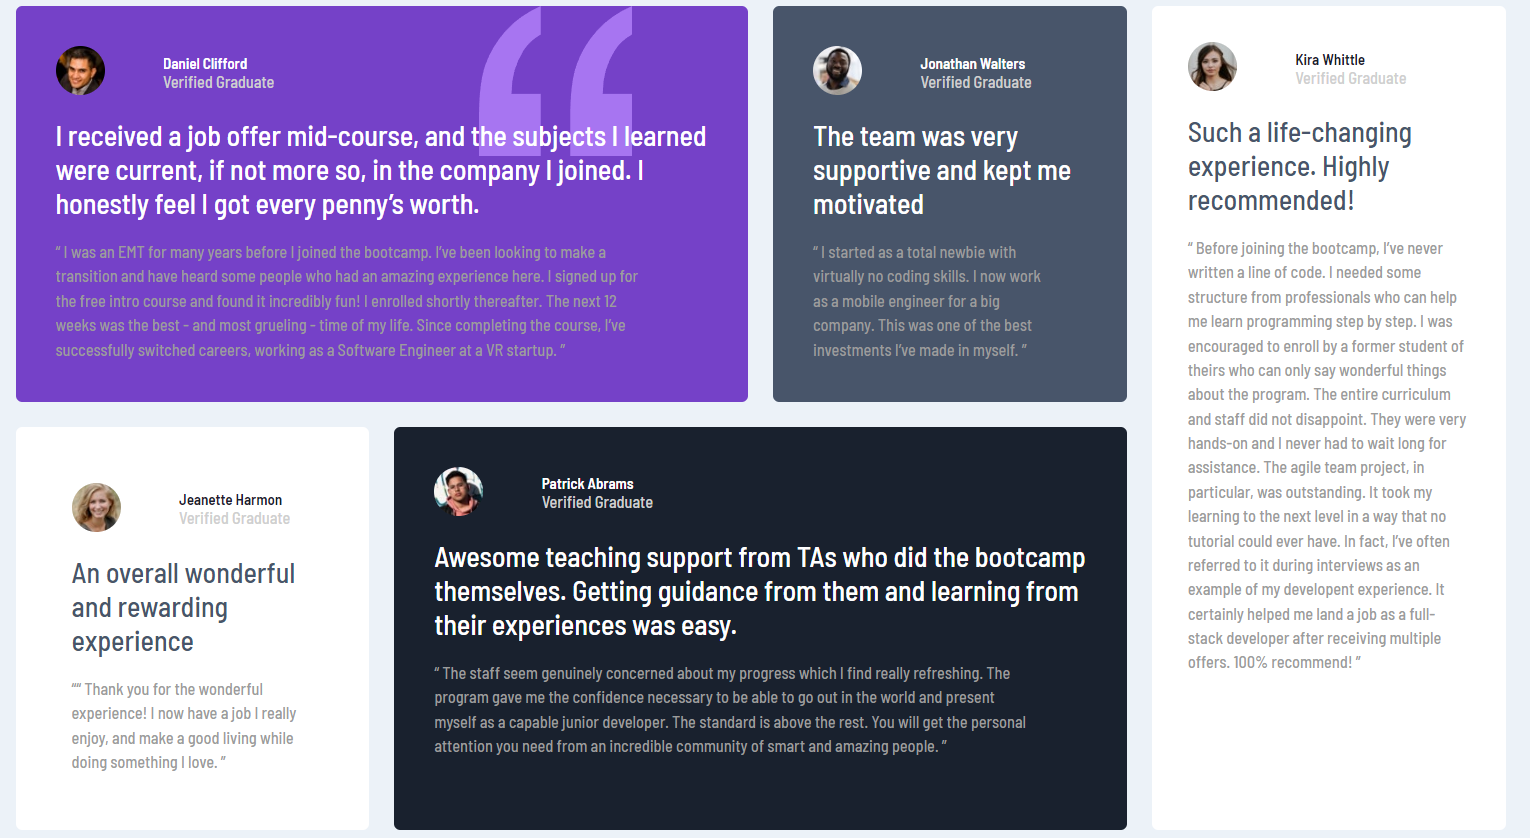 Daniel Clifford
Verified Graduate
I received a job offer mid-course, and the subjects I learned
were current, if not more so, in the company I joined. I
honestly feel I got every penny’s worth.
“ I was an EMT for many years before I joined the bootcamp. I’ve been looking to make a
transition and have heard some people who had an amazing experience here. I signed up for
the free intro course and found it incredibly fun! I enrolled shortly thereafter. The next 12
weeks was the best - and most grueling - time of my life. Since completing the course, I’ve
successfully switched careers, working as a Software Engineer at a VR startup. ”
Jonathan Walters
Verified Graduate
The team was very
supportive and kept me
motivated
“ I started as a total newbie with
virtually no coding skills. I now work
as a mobile engineer for a big
company. This was one of the best
investments I’ve made in myself. ”
Kira Whittle
Verified Graduate
Such a life-changing
experience. Highly
recommended!
“ Before joining the bootcamp, I’ve never
written a line of code. I needed some
structure from professionals who can help
me learn programming step by step. I was
encouraged to enroll by a former student of
theirs who can only say wonderful things
about the program. The entire curriculum
and staff did not disappoint. They were very
hands-on and I never had to wait long for
assistance. The agile team project, in
particular, was outstanding. It took my
learning to the next level in a way that no
tutorial could ever have. In fact, I’ve often
referred to it during interviews as an
example of my developent experience. It
certainly helped me land a job as a full-
stack developer after receiving multiple
offers. 100% recommend! ”
Jeanette Harmon
Verified Graduate
An overall wonderful
and rewarding
experience
““ Thank you for the wonderful
experience! I now have a job I really
enjoy, and make a good living while
doing something I love. ”
Patrick Abrams
Verified Graduate
Awesome teaching support from TAs who did the bootcamp
themselves. Getting guidance from them and learning from
their experiences was easy.
“ The staff seem genuinely concerned about my progress which I find really refreshing. The
program gave me the confidence necessary to be able to go out in the world and present
myself as a capable junior developer. The standard is above the rest. You will get the personal
attention you need from an incredible community of smart and amazing people. ”